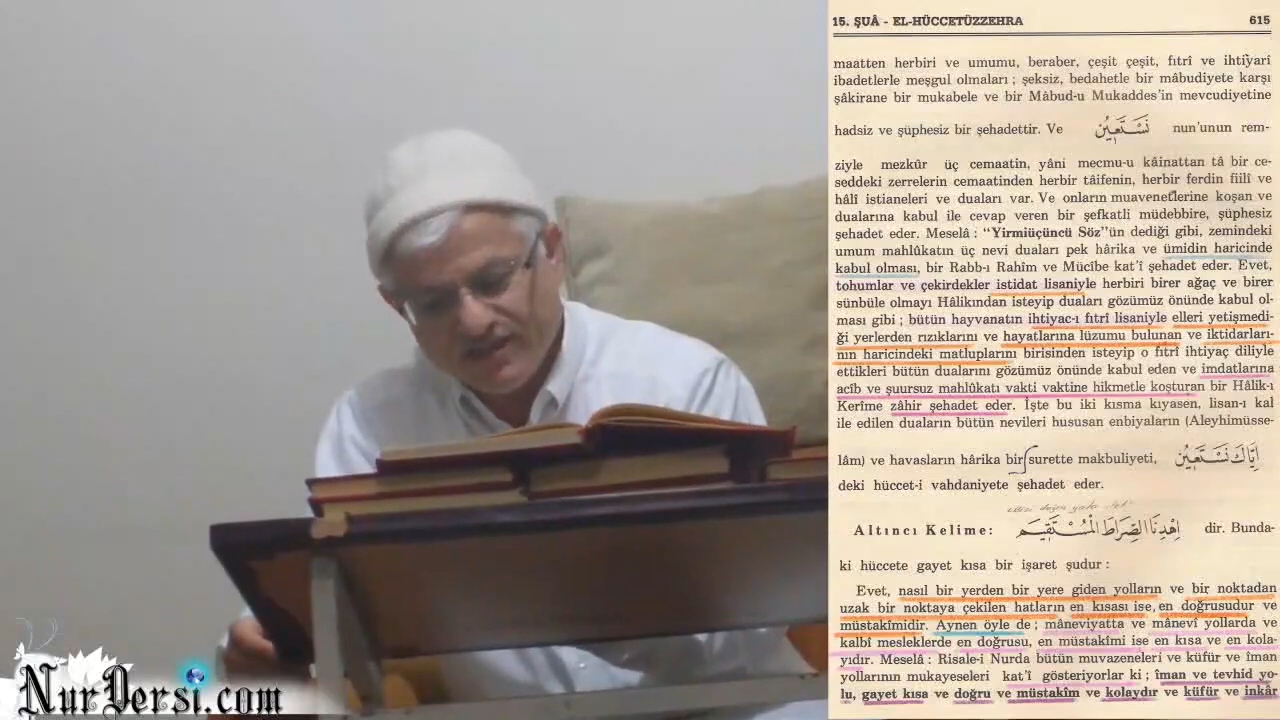 15. ŞUÂ - EL-HÜCCETÜZZEHRA 615
maatten herbiri ve umumu, beraber, çeşit çeşit, fıtrî ve ihtiyarî
ibadetlerle meşgul olmaları ; şeksiz, bedahetle bir mâbudiyete karşı
şâkirane bir mukabele ve bir Mâbud-u Mukaddes'in mevcudiyetine
hadsiz ve şüphesiz bir şehadettir. Ve نَسْتَعِينُ nun'unun rem-
ziyle mezkûr üç cemaatin, yâni mecmu-u kâinattan tâ bir ce-
seddeki zerrelerin cemaatinden herbir tâifenin, herbir ferdin fiilî ve
hâlî istianeleri ve duaları var. Ve onların muavenetlerine koşan ve
dualarına kabul ile cevap veren bir şefkatli müdebbire, şüphesiz
şehadet eder. Meselâ : "Yirmiüçüncü Söz"ün dediği gibi, zemindeki
umum mahlûkatın üç nevi duaları pek hârika ve ümidin haricinde
kabul olması, bir Rabb-ı Rahîm ve Mücîbe kat'î şehadet eder. Evet,
tohumlar ve çekirdekler istidat lisaniyle herbiri birer ağaç ve birer
sünbüle olmayı Hâlikından isteyip duaları gözümüz önünde kabul ol-
ması gibi ; bütün hayvanatın ihtiyac-ı fıtrî lisaniyle elleri yetişmedi-
ği yerlerden rızıklarını ve hayatlarına lüzumu bulunan ve iktidarları-
nın haricindeki matluplarını birisinden isteyip o fıtrî ihtiyaç diliyle
ettikleri bütün dualarını gözümüz önünde kabul eden ve imdatlarına
acîb ve şuursuz mahlûkatı vakti vaktine hikmetle koşturan bir Hâlik-ı
Kerîme zâhir şehadet eder. İşte bu iki kısma kıyasen, lisan-ı kal
ile edilen duaların bütün nevileri hususan enbiyaların (Aleyhimüsse-
lâm) ve havasların hârika bir surette makbuliyeti, اِيَّاكَ نَسْتَعِينُ
deki hüccet-i vahdaniyete şehadet eder.
Altıncı Kelime: اِهْدِنَا الصِّرَاطَ الْمُسْتَقِيمَ dir. Bunda-
ki hüccete gayet kısa bir işaret şudur :
Evet, nasıl bir yerden bir yere giden yolların ve bir noktadan
uzak bir noktaya çekilen hatların en kısası ise, en doğrusudur ve
müstakîmidir. Aynen öyle de ; mâneviyatta ve mânevî yollarda ve
kalbî mesleklerde en doğrusu, en müstakîmi ise en kısa ve en kola-
yıdır. Meselâ : Risale-i Nurda bütün muvazeneleri ve küfür ve îman
yollarının mukayeseleri kat'î gösteriyorlar ki ; îman ve tevhid yo-
lu, gayet kısa ve doğru ve müstakîm ve kolaydır ve küfür ve inkâr
NurDersi.com